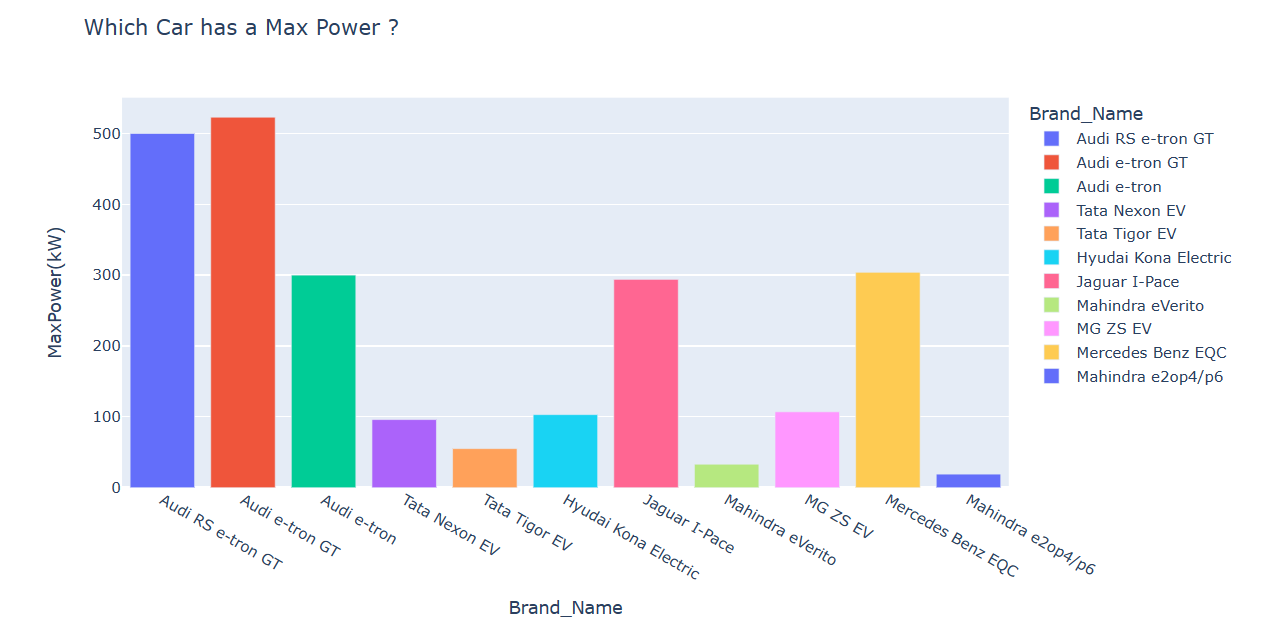 Which Car has a Max Power ?
MaxPower(kW)
500
400
300
200
100
0
Audi RS e-tron GT
Audi e-tron GT
Audi e-tron
Tata Nexon EV
Tata Tigor EV
Hyudai Kona Electric
Jaguar I-Pace
Mahindra eVerito
MG ZS EV
Mercedes Benz EQC
Mahindra e2op4/p6
Brand_Name
Brand_Name
Audi RS e-tron GT
Audi e-tron GT
Audi e-tron
Tata Nexon EV
Tata Tigor EV
Hyudai Kona Electric
Jaguar I-Pace
Mahindra eVerito
MG ZS EV
Mercedes Benz EQC
Mahindra e2op4/p6